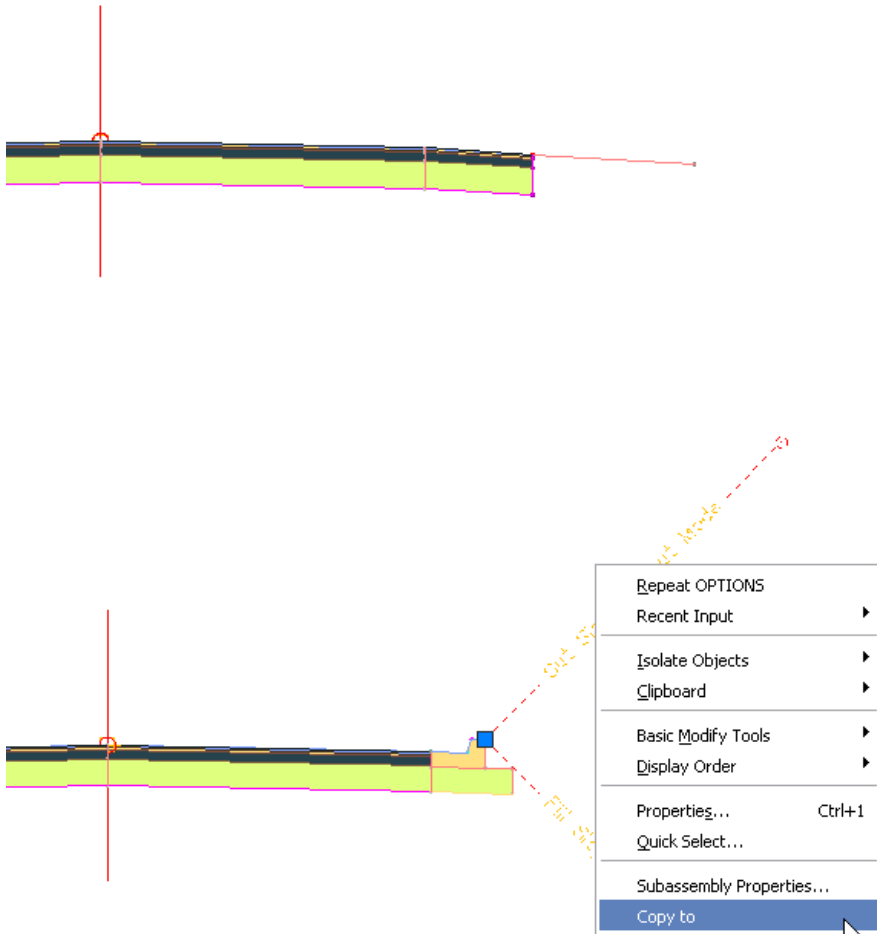 Repeat OPTIONS
Recent Input
Isolate Objects
Clipboard
Basic Modify Tools
Display Order
Properties... Ctrl+1
Quick Select...
Subassembly Properties...
Copy to